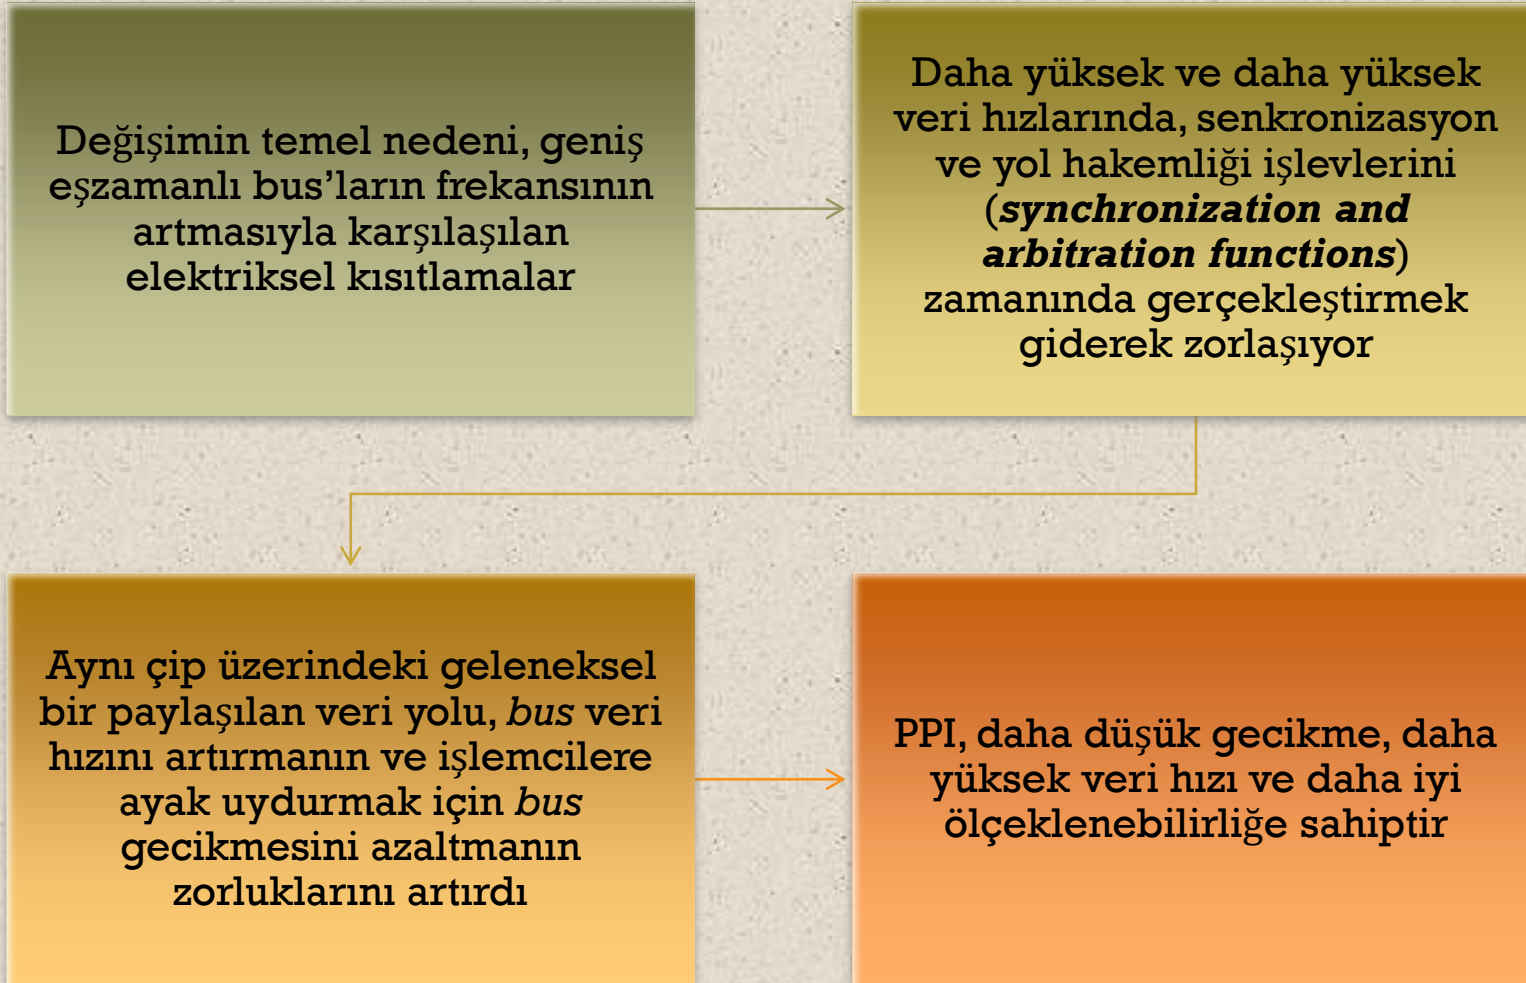 Değişimin temel nedeni, geniş
eşzamanlı bus’ların frekansının
artmasıyla karşılaşılan
elektriksel kısıtlamalar
Daha yüksek ve daha yüksek
veri hızlarında, senkronizasyon
ve yol hakemliği işlevlerini
(synchronization and
arbitration functions)
zamanında gerçekleştirmek
giderek zorlaşıyor
Aynı çip üzerindeki geleneksel
bir paylaşılan veri yolu, bus veri
hızını artırmanın ve işlemcilere
ayak uydurmak için bus
gecikmesini azaltmanın
zorluklarını artırdı
PPI, daha düşük gecikme, daha
yüksek veri hızı ve daha iyi
ölçeklenebilirliğe sahiptir